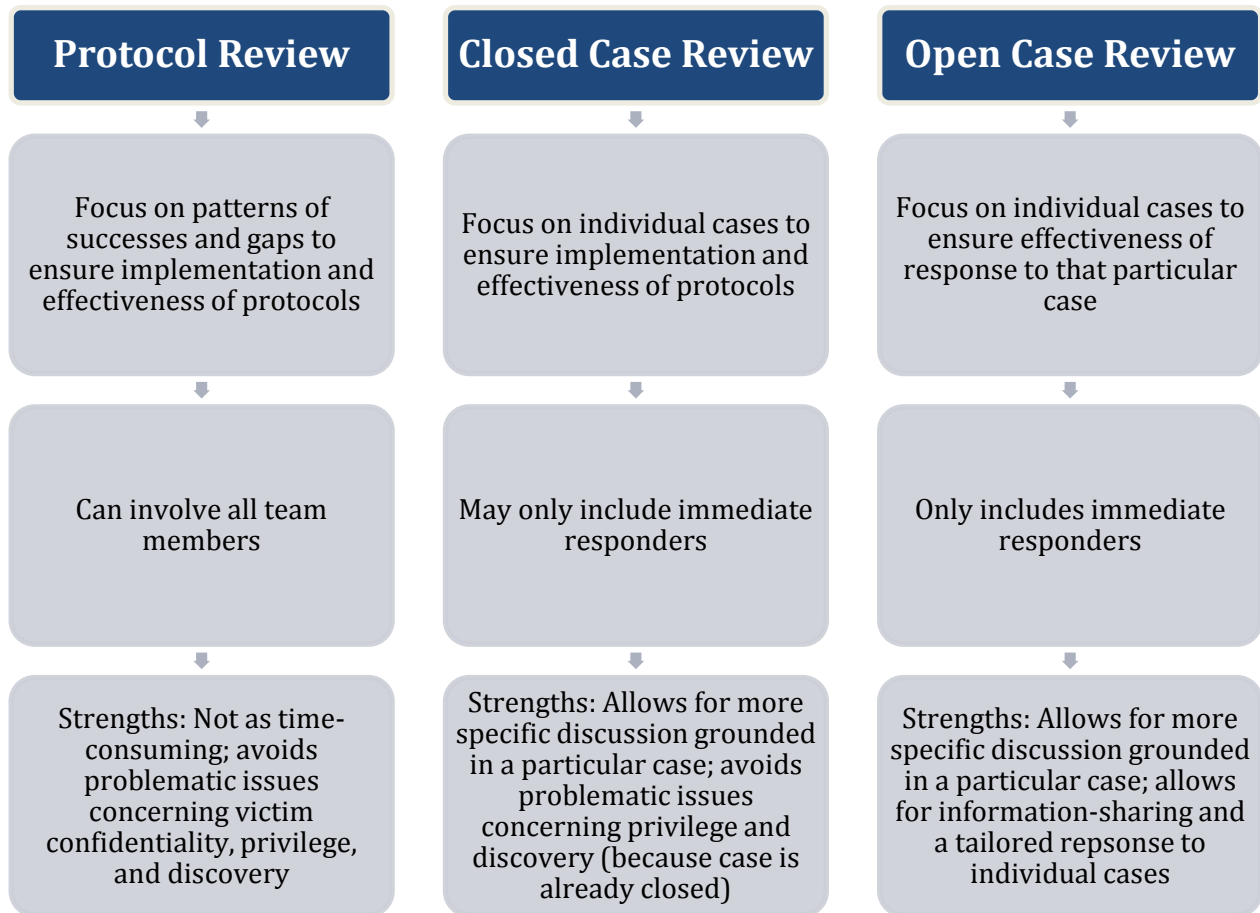 Protocol Review
Focus on patterns of
successes and gaps to
ensure implementation and
effectiveness of protocols
Can involve all team
members
Strengths: Not as time-
consuming; avoids
problematic issues
concerning victim
confidentiality, privilege,
and discovery
Closed Case Review
Focus on individual cases to
ensure implementation and
effectiveness of protocols
May only include immediate
responders
Strengths: Allows for more
specific discussion grounded
in a particular case; avoids
problematic issues
concerning privilege and
discovery (because case is
already closed)
Open Case Review
Focus on individual cases to
ensure effectiveness of
response to that particular
case
Only includes immediate
responders
Strengths: Allows for more
specific discussion grounded
in a particular case; allows
for information-sharing and
a tailored repsonse to
individual cases